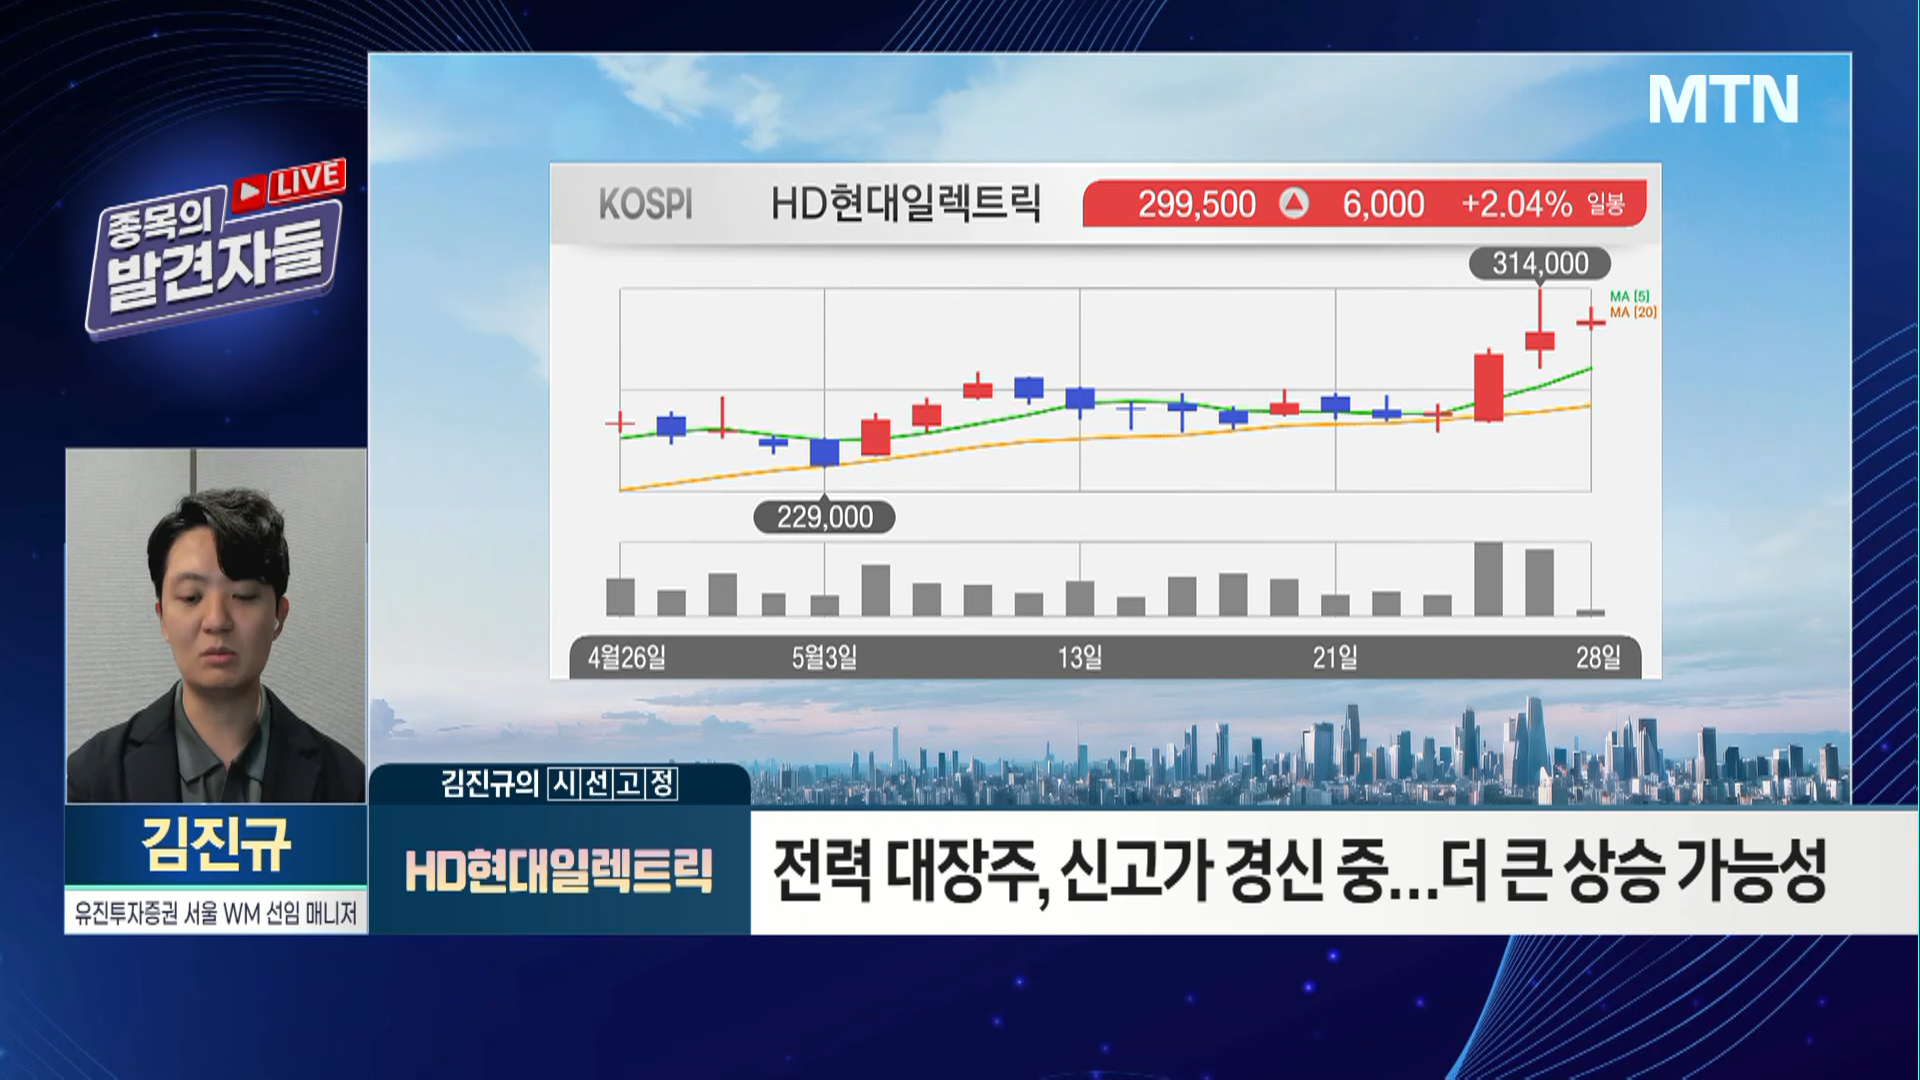 MTN
LIVE
종목의
발견자들
KOSPI HD현대일렉트릭 299,500 6,000 +2.04% 일봉
314,000
MA [5]
MA [20]
229,000
4월26일 5월3일 13일 21일 28일
김진규의 시선고정
HD현대일렉트릭
전력 대장주, 신고가 경신 중...더 큰 상승 가능성
김진규
유진투자증권 서울 WM 선임 매니저